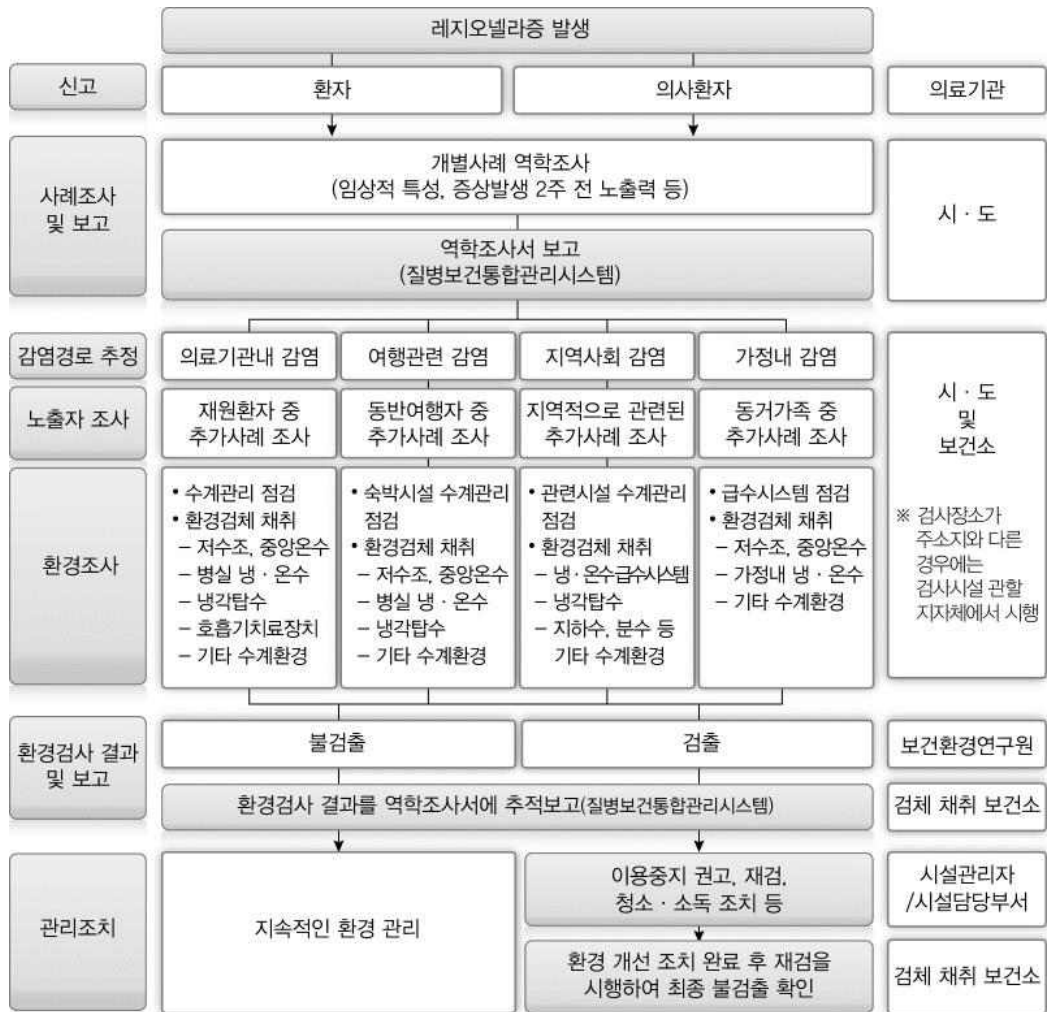 레지오넬라증 발생
신고
환자
의사환자
의료기관
사례조사
및 보고
개별사례 역학조사
(임상적 특성, 증상발생 2주 전 노출력 등)
역학조사서 보고
(질병보건통합관리시스템)
시 · 도
감염경로 추정
의료기관내 감염
여행관련 감염
지역사회 감염
가정내 감염
노출자 조사
재원환자 중
추가사례 조사
동반여행자 중
추가사례 조사
지역적으로 관련된
추가사례 조사
동거가족 중
추가사례 조사
환경조사
• 수계관리 점검
• 환경검체 채취
– 저수조, 중앙온수
– 병실 냉 · 온수
– 냉각탑수
– 호흡기치료장치
– 기타 수계환경
• 숙박시설 수계관리
점검
• 환경검체 채취
– 저수조, 중앙온수
– 병실 냉 · 온수
– 냉각탑수
– 기타 수계환경
• 관련시설 수계관리
점검
• 환경검체 채취
– 냉·온수급수시스템
– 냉각탑수
– 지하수, 분수 등
기타 수계환경
• 급수시스템 점검
• 환경검체 채취
– 저수조, 중앙온수
– 가정내 냉 · 온수
– 기타 수계환경
시 · 도
및
보건소
※ 검사장소가
주소지와 다른
경우에는
검사시설 관할
지자체에서 시행
환경검사 결과
및 보고
불검출
검출
보건환경연구원
환경검사 결과를 역학조사서에 추적보고(질병보건통합관리시스템)
검체 채취 보건소
관리조치
지속적인 환경 관리
이용중지 권고, 재검,
청소 · 소독 조치 등
시설관리자
/시설담당부서
환경 개선 조치 완료 후 재검을
시행하여 최종 불검출 확인
검체 채취 보건소